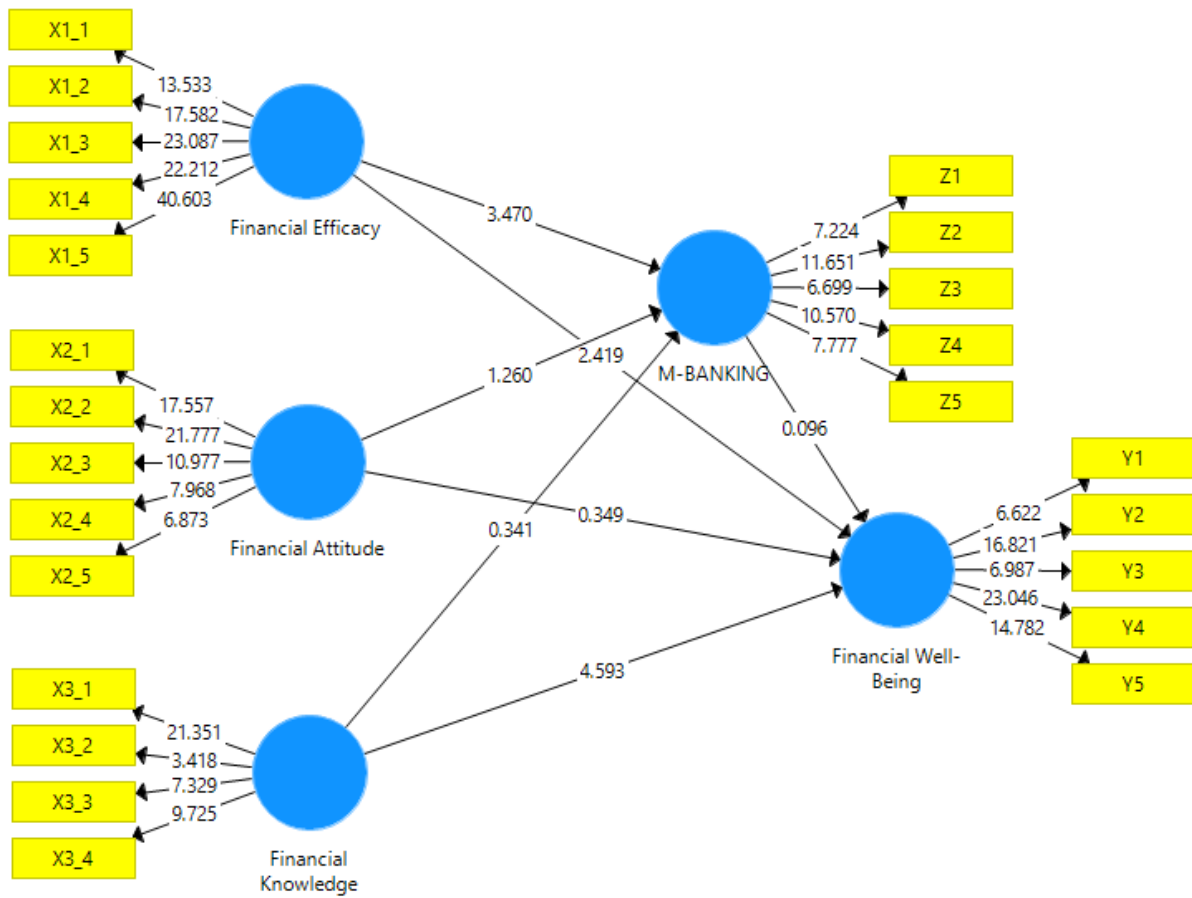 X1_1
13.533
X1_2
17.582
X1_3
23.087
X1_4
22.212
40.603
X1_5
Financial Efficacy
3.470
2.419
X2_1
17.557
X2_2
21.777
X2_3
10.977
X2_4
7.968
6.873
X2_5
Financial Attitude
1.260
0.349
X3_1
21.351
X3_2
3.418
X3_3
7.329
9.725
X3_4
Financial
Knowledge
0.341
4.593
Z1
7.224
Z2
11.651
Z3
6.699
Z4
10.570
7.777
Z5
M-BANKING
0.096
Y1
6.622
Y2
16.821
Y3
6.987
Y4
23.046
14.782
Y5
Financial Well-
Being